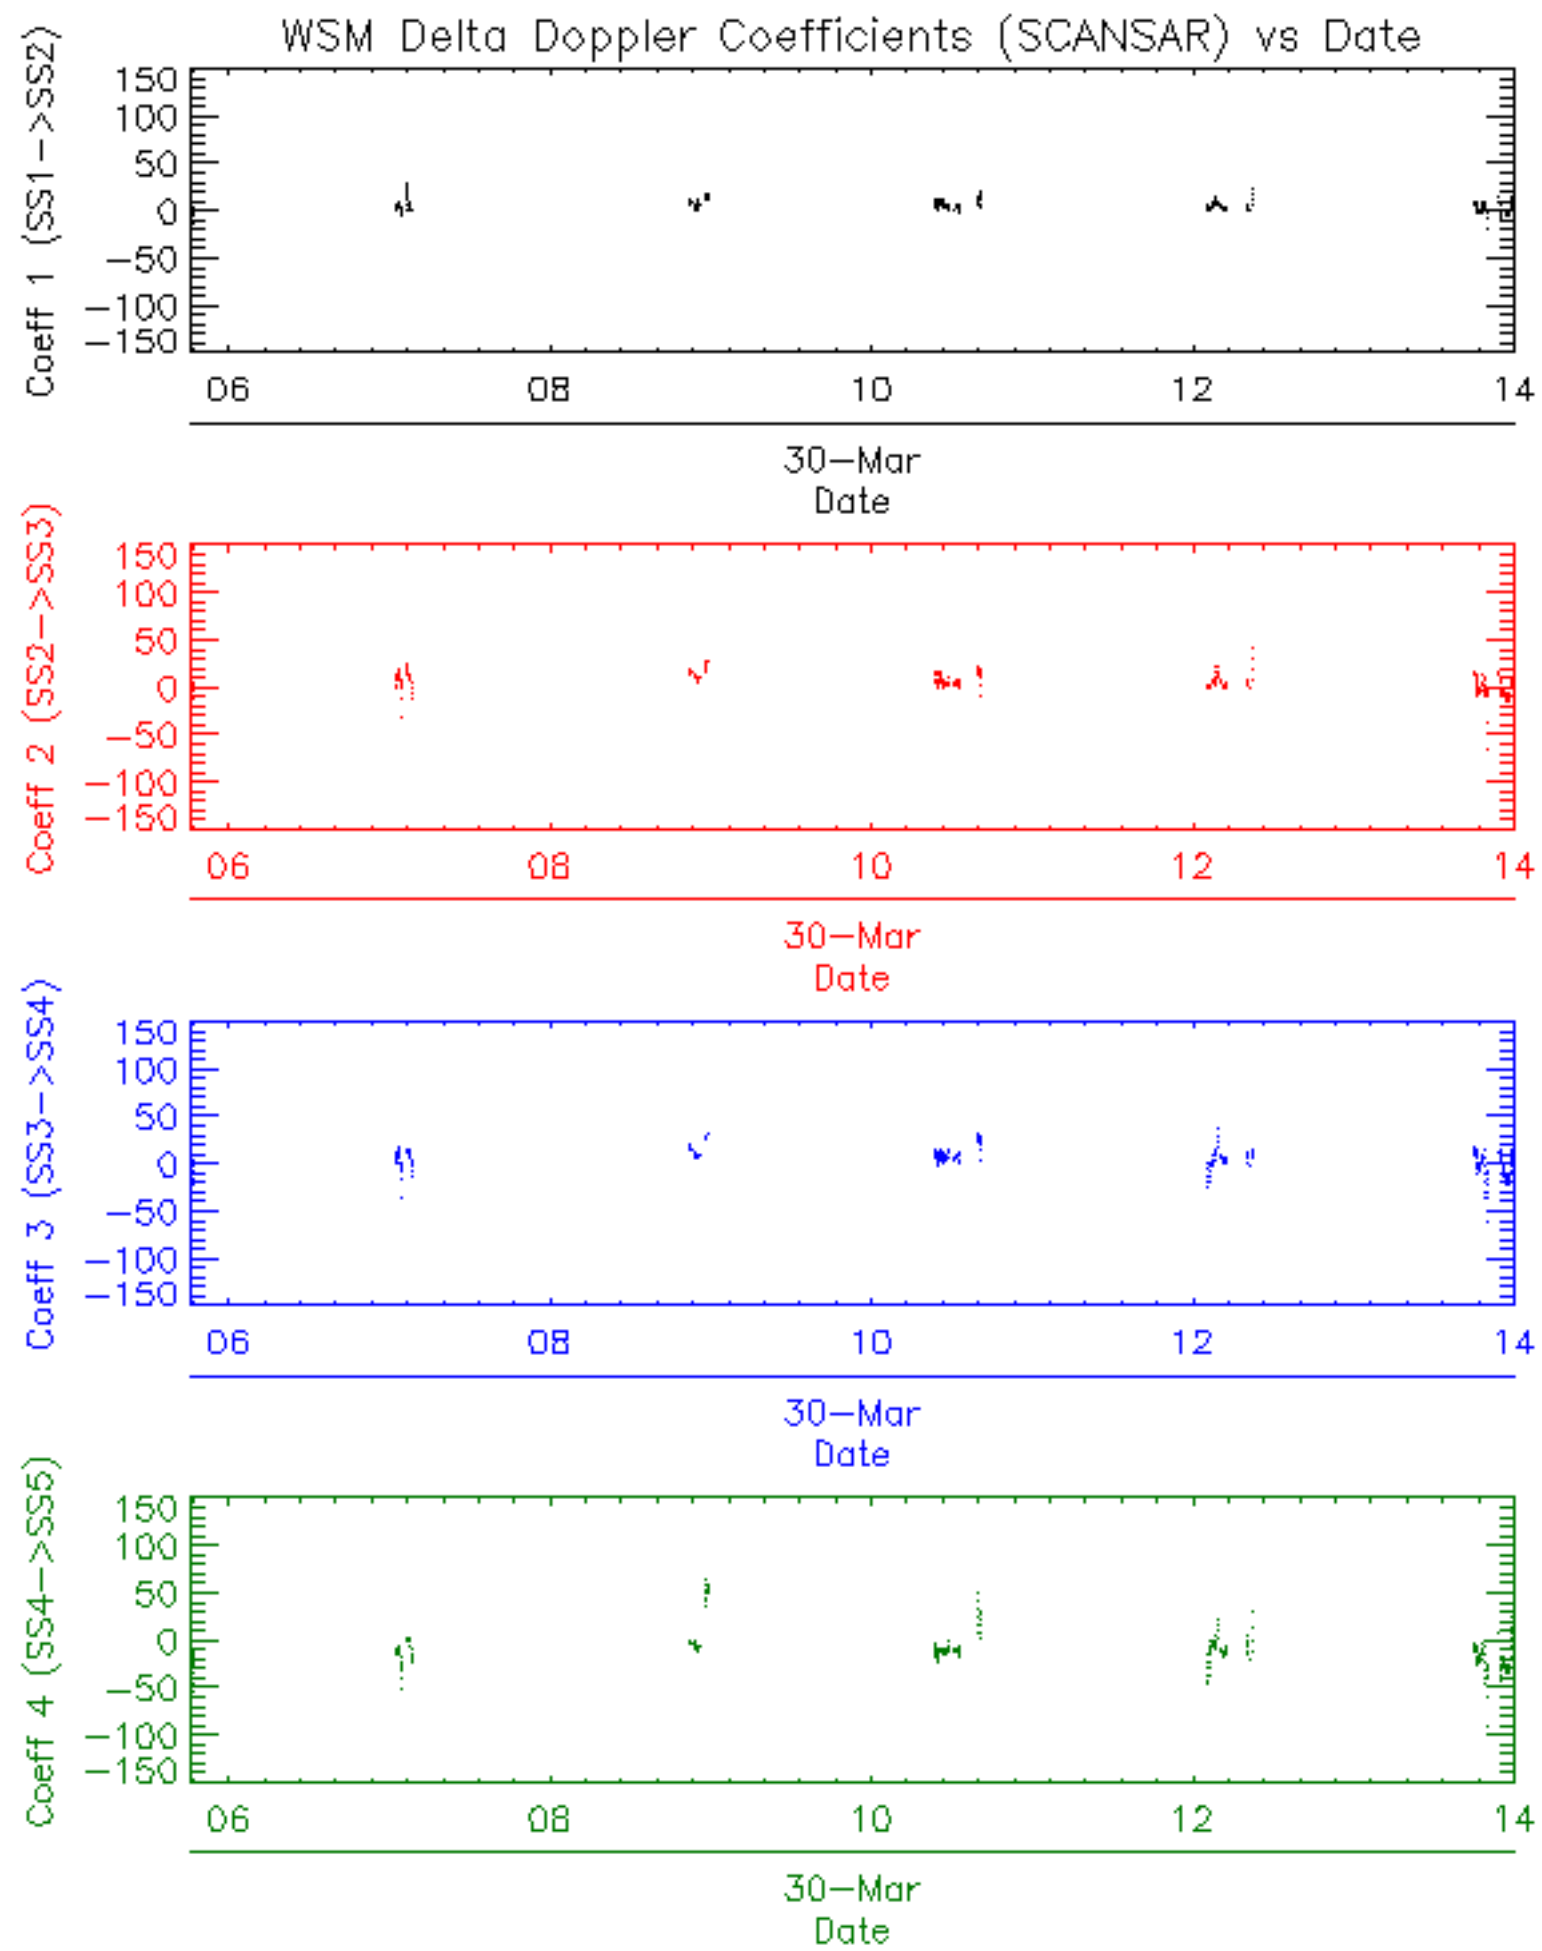 WSM Delta Doppler Coefficients (SCANSAR) vs Date
Coeff 1 (SS1->SS2)
150
100
50
0
-50
-100
-150
06 08 10 12 14
30-Mar
Date
Coeff 2 (SS2->SS3)
150
100
50
0
-50
-100
-150
06 08 10 12 14
30-Mar
Date
Coeff 3 (SS3->SS4)
150
100
50
0
-50
-100
-150
06 08 10 12 14
30-Mar
Date
Coeff 4 (SS4->SS5)
150
100
50
0
-50
-100
-150
06 08 10 12 14
30-Mar
Date